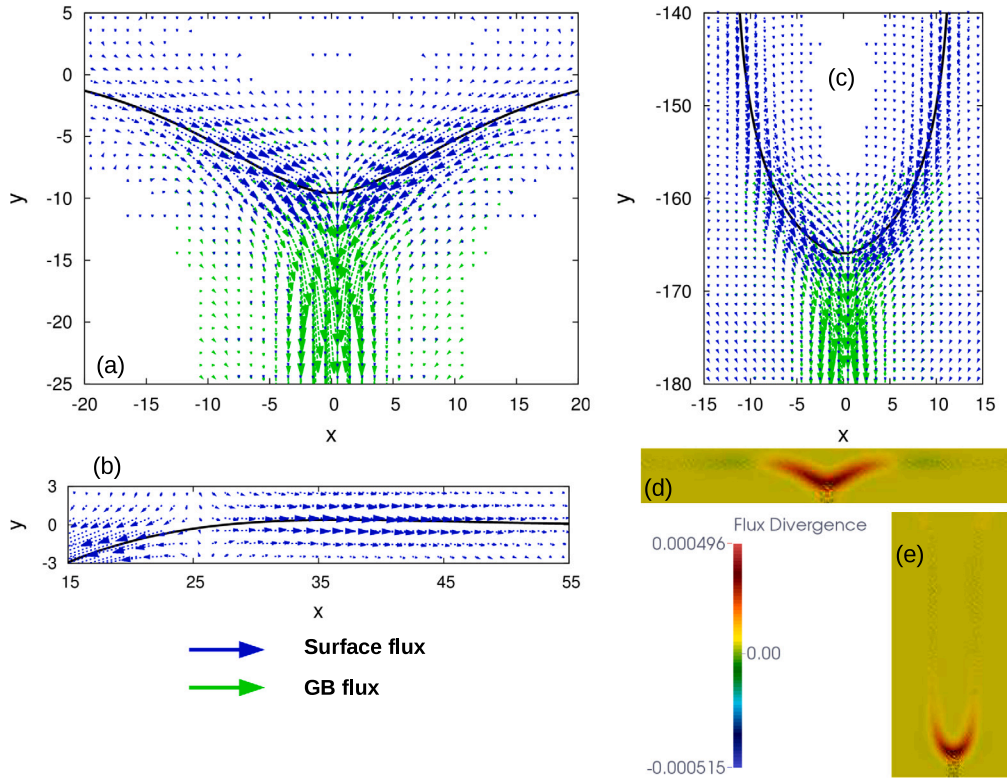 5
0
-5
-10
-15
-20
-25
y
(a)
-20 -15 -10 -5 0 5 10 15 20
x
-140
-150
-160
-170
-180
y
(c)
-15 -10 -5 0 5 10 15
x
(b)
3
0
-3
y
15 25 35 45 55
x
Surface flux
GB flux
(d)
Flux Divergence
0.000496
0.00
-0.000515
(e)